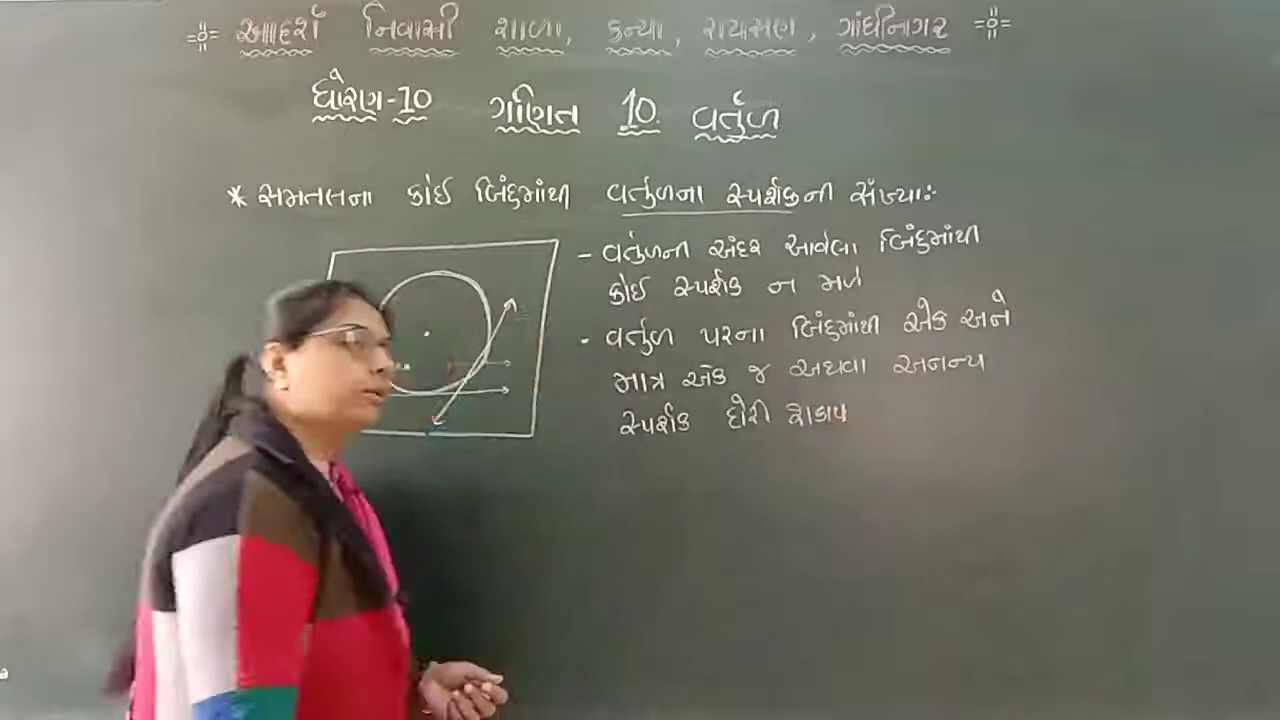 આદર્શ નિવાસી શાળા, કન્યા, રાયસણ, ગાંધીનગર
ધોરણ-10 ગણિત 10. વર્તુળ
* સમતલના કોઈ બિંદુમાંથી વર્તુળના સ્પર્શકની સંખ્યાઃ
- વર્તુળની અંદર આવેલા બિંદુમાંથી
કોઈ સ્પર્શક ન મળે
- વર્તુળ પરના બિંદુમાંથી એક અને
માત્ર એક જ અથવા અનન્ય
સ્પર્શક દોરી શકાય